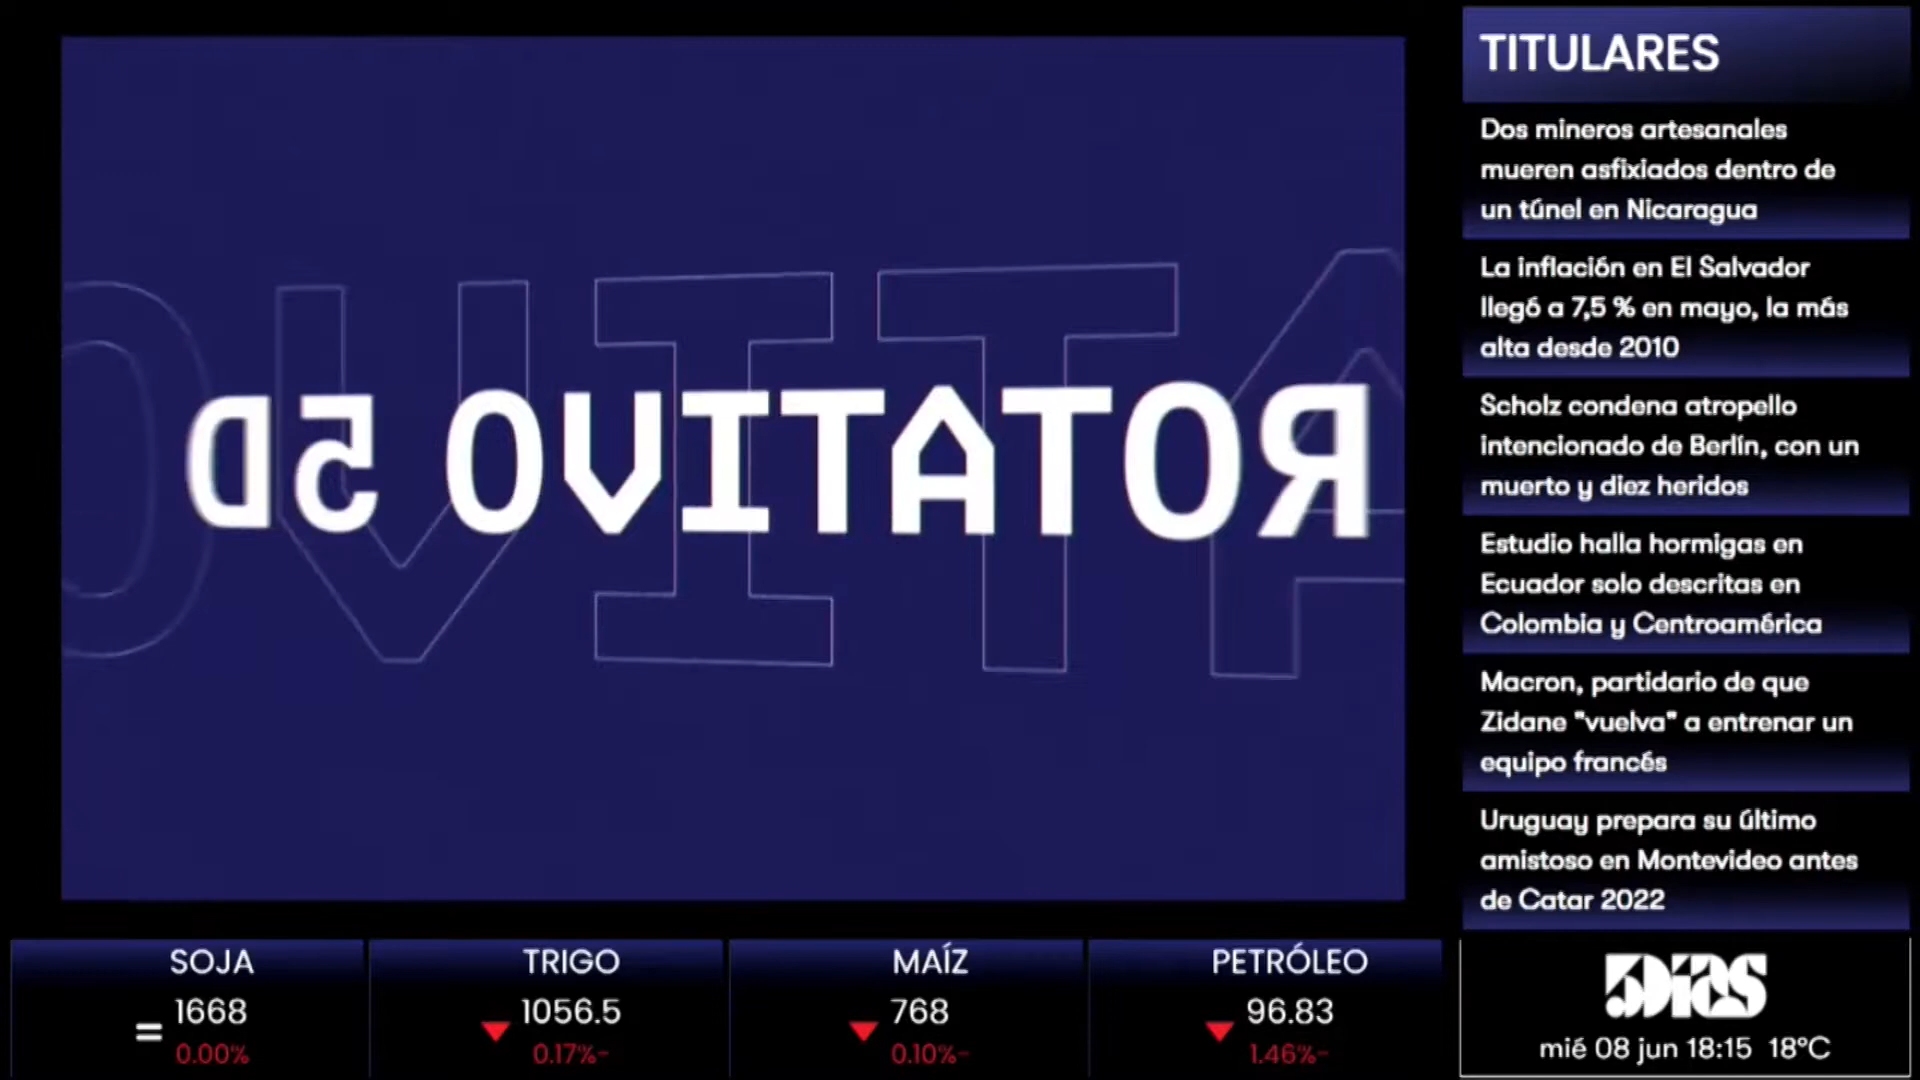 ROTATIVO 5D
OVITA
TITULARES
Dos mineros artesanales
mueren asfixiados dentro de
un túnel en Nicaragua
La inflación en El Salvador
llegó a 7,5 % en mayo, la más
alta desde 2010
Scholz condena atropello
intencionado de Berlín, con un
muerto y diez heridos
Estudio halla hormigas en
Ecuador solo descritas en
Colombia y Centroamérica
Macron, partidario de que
Zidane "vuelva" a entrenar un
equipo francés
Uruguay prepara su último
amistoso en Montevideo antes
de Catar 2022
SOJA
1668
= 0.00%
TRIGO
1056.5
0.17%-
MAÍZ
768
0.10%-
PETRÓLEO
96.83
1.46%-
5Días
mié 08 jun 18:15 18°C